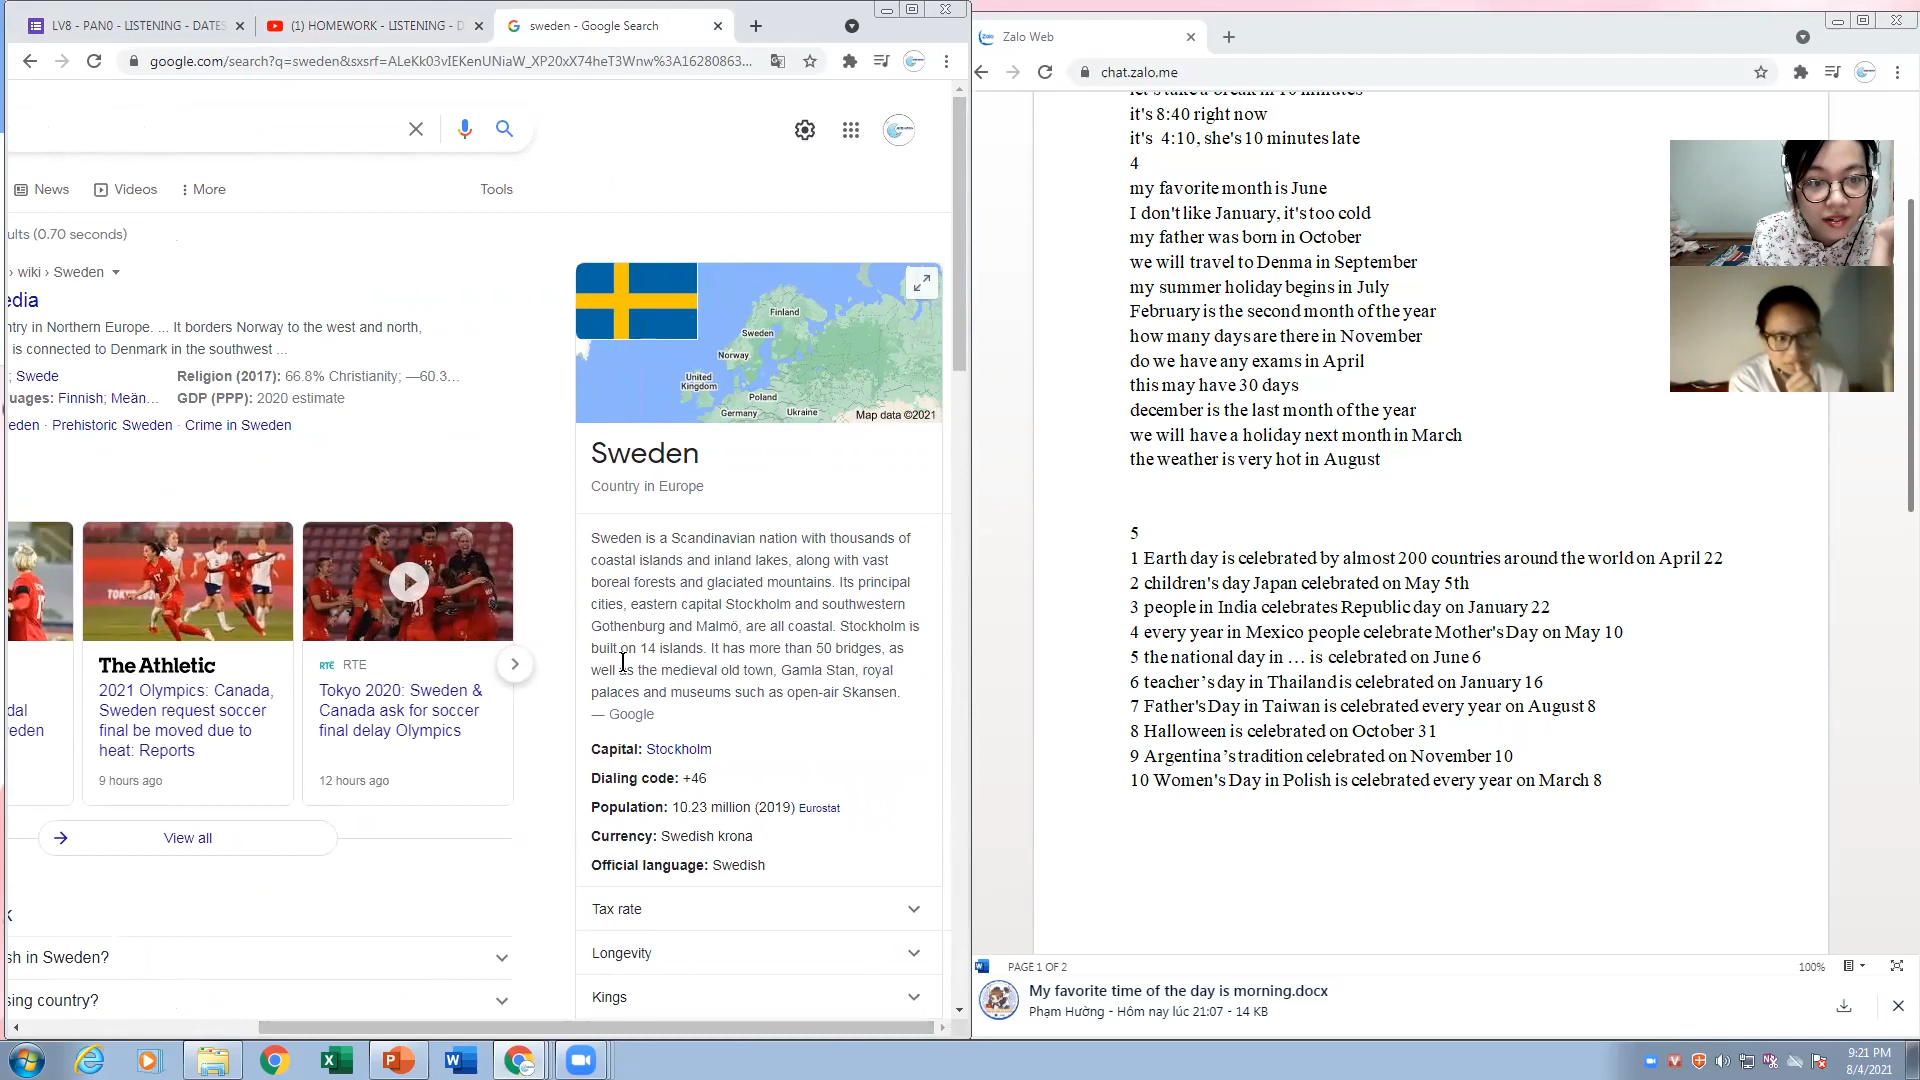 LV8 - PAN0 - LISTENING - DATES
(1) HOMEWORK - LISTENING - D
sweden - Google Search
google.com/search?q=sweden&sxsrf=ALeKk03vIEKenUNiaW_XP20xX74heT3Wnw%3A16280863...
News
Videos
More
Tools
ults (0.70 seconds)
› wiki › Sweden
edia
ntry in Northern Europe. ... It borders Norway to the west and north,
is connected to Denmark in the southwest ...
; Swede
Religion (2017): 66.8% Christianity; —60.3...
uages: Finnish; Meän...
GDP (PPP): 2020 estimate
eden · Prehistoric Sweden · Crime in Sweden
TOKYO
dal
eden
The Athletic
2021 Olympics: Canada,
Sweden request soccer
final be moved due to
heat: Reports
9 hours ago
RTÉ RTE
Tokyo 2020: Sweden &
Canada ask for soccer
final delay Olympics
12 hours ago
View all
k
sh in Sweden?
sing country?
Finland
Sweden
Norway
United
Kingdom
Poland
Germany
Ukraine
Map data ©2021
Sweden
Country in Europe
Sweden is a Scandinavian nation with thousands of
coastal islands and inland lakes, along with vast
boreal forests and glaciated mountains. Its principal
cities, eastern capital Stockholm and southwestern
Gothenburg and Malmö, are all coastal. Stockholm is
built on 14 islands. It has more than 50 bridges, as
well as the medieval old town, Gamla Stan, royal
palaces and museums such as open-air Skansen.
— Google
Capital: Stockholm
Dialing code: +46
Population: 10.23 million (2019) Eurostat
Currency: Swedish krona
Official language: Swedish
Tax rate
Longevity
Kings
Zalo Web
chat.zalo.me
let's take a break in 10 minutes
it's 8:40 right now
it's 4:10, she's 10 minutes late
4
my favorite month is June
I don't like January, it's too cold
my father was born in October
we will travel to Denma in September
my summer holiday begins in July
February is the second month of the year
how many days are there in November
do we have any exams in April
this may have 30 days
december is the last month of the year
we will have a holiday next month in March
the weather is very hot in August
5
1 Earth day is celebrated by almost 200 countries around the world on April 22
2 children's day Japan celebrated on May 5th
3 people in India celebrates Republic day on January 22
4 every year in Mexico people celebrate Mother's Day on May 10
5 the national day in … is celebrated on June 6
6 teacher’s day in Thailand is celebrated on January 16
7 Father's Day in Taiwan is celebrated every year on August 8
8 Halloween is celebrated on October 31
9 Argentina’s tradition celebrated on November 10
10 Women's Day in Polish is celebrated every year on March 8
PAGE 1 OF 2
100%
My favorite time of the day is morning.docx
Phạm Hường - Hôm nay lúc 21:07 - 14 KB
9:21 PM
8/4/2021